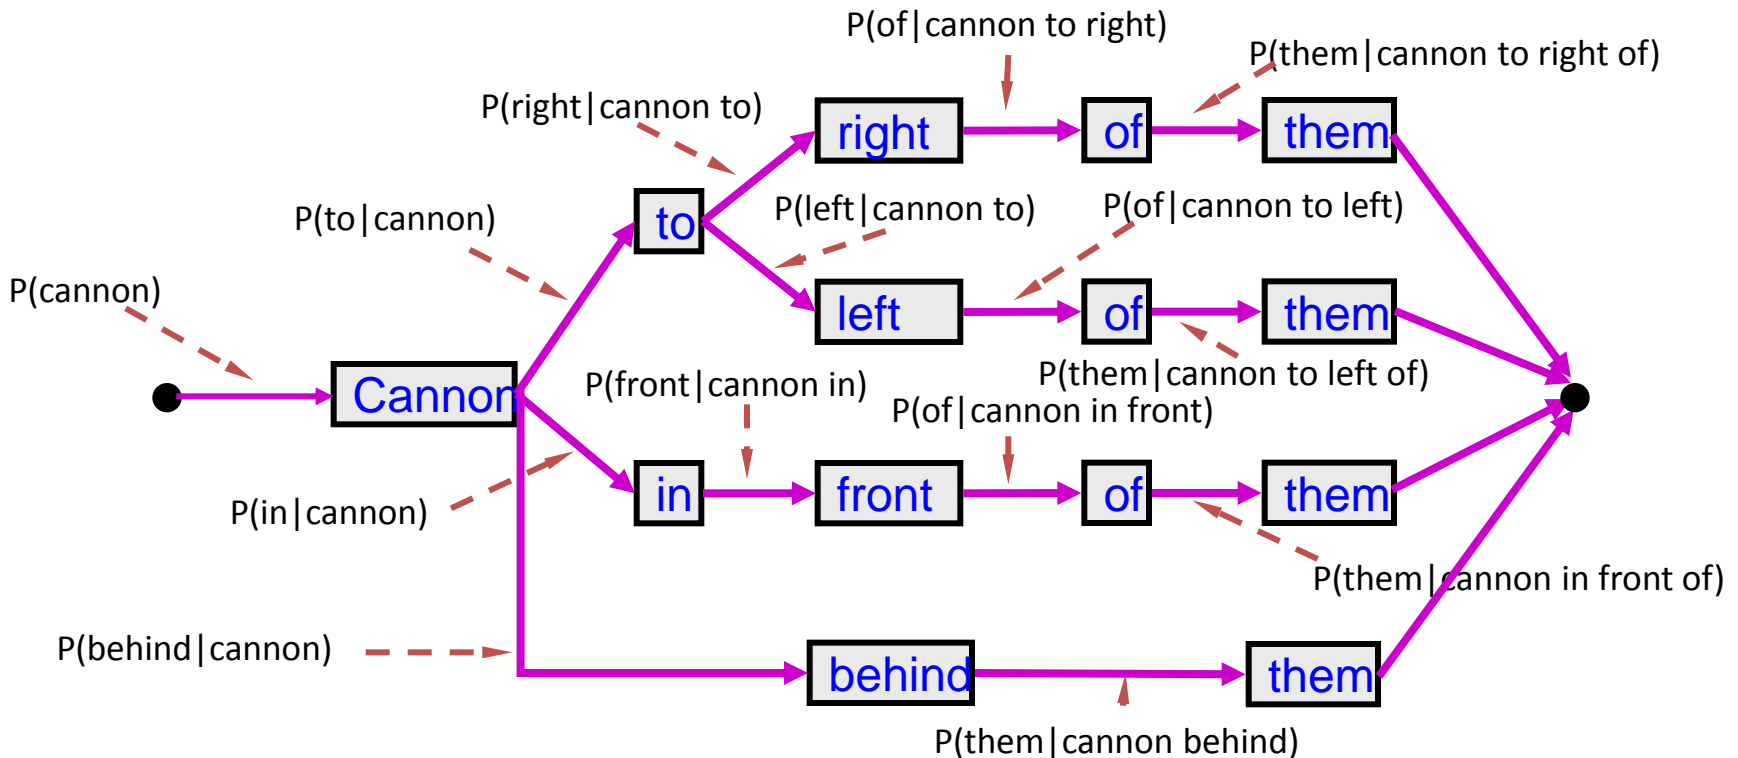 P(of|cannon to right)
P(them|cannon to right of)
P(right|cannon to)
right
of
them
P(to|cannon)
to
P(left|cannon to)
P(of|cannon to left)
P(cannon)
left
of
them
Cannon
P(front|cannon in)
P(them|cannon to left of)
P(of|cannon in front)
P(in|cannon)
in
front
of
them
P(them|cannon in front of)
P(behind|cannon)
behind
them
P(them|cannon behind)